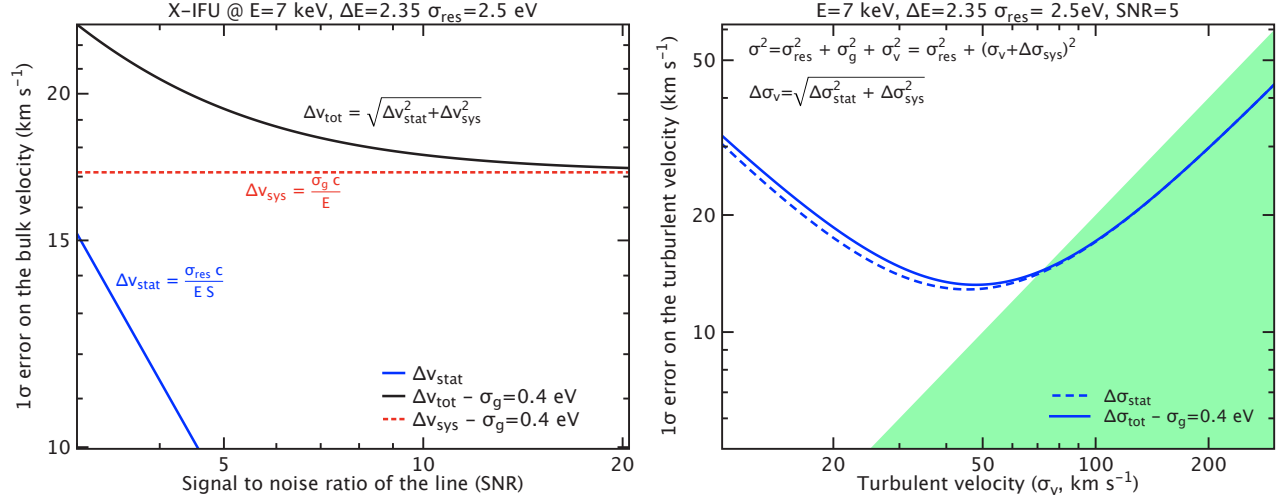 X-IFU @ E=7 keV, ΔE=2.35 σres=2.5 eV
1σ error on the bulk velocity (km s⁻¹)
20
15
10
Δvtot = √Δv²stat+Δv²sys
Δvsys = σg c / E
Δvstat = σres c / E S
Δvstat
Δvtot – σg=0.4 eV
Δvsys – σg=0.4 eV
5
10
20
Signal to noise ratio of the line (SNR)
E=7 keV, ΔE=2.35 σres= 2.5eV, SNR=5
1σ error on the turburlent velocity (km s⁻¹)
50
20
10
σ²=σ²res + σ²g + σ²v = σ²res + (σv+Δσsys)²
Δσv=√Δσ²stat + Δσ²sys
Δσstat
Δσtot – σg=0.4 eV
20
50
100
200
Turbulent velocity (σv, km s⁻¹)